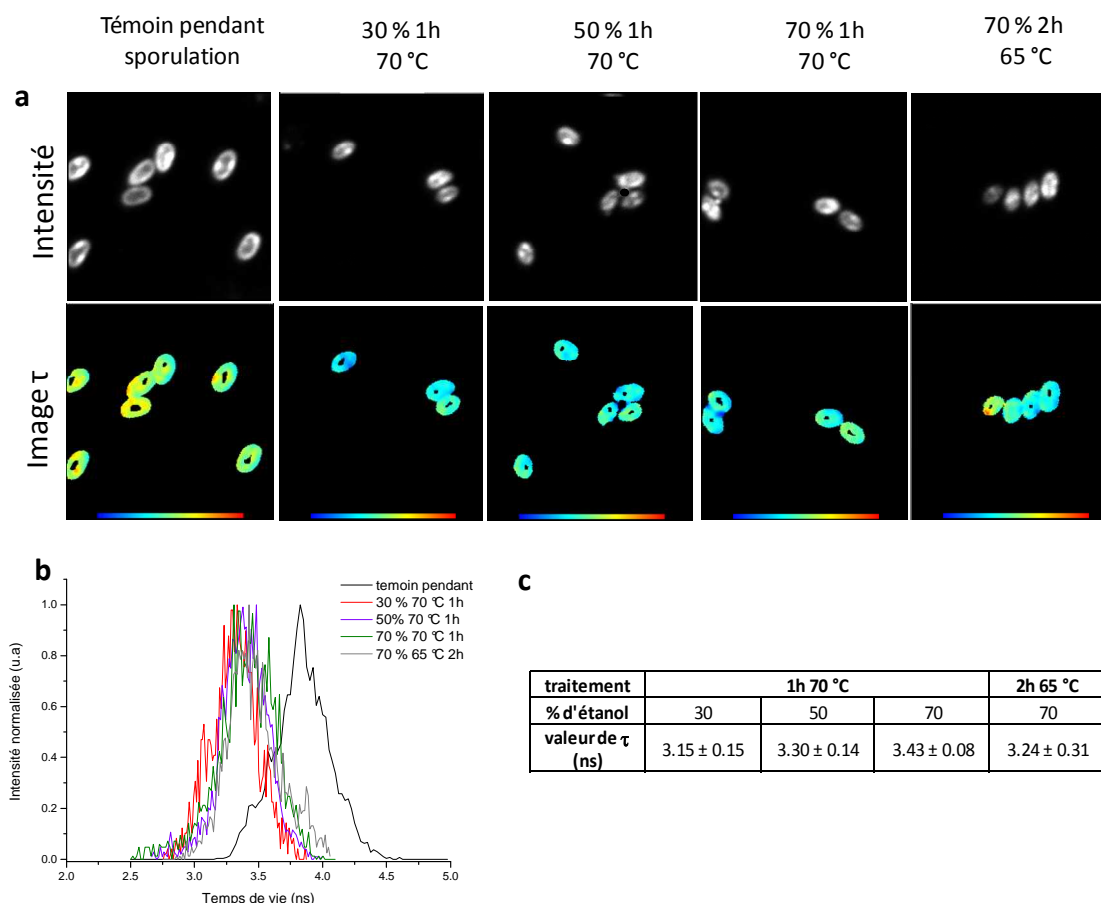 Témoin pendant
sporulation
30 % 1h
70 °C
50 % 1h
70 °C
70 % 1h
70 °C
70 % 2h
65 °C
a
Intensité
Image τ
b
temoin pendant
30 % 70 °C 1h
50% 70 °C 1h
70 % 70 °C 1h
70 % 65 °C 2h
Intensité normalisée (u.a)
1.0
0.8
0.6
0.4
0.2
0.0
2.0 2.5 3.0 3.5 4.0 4.5 5.0
Temps de vie (ns)
c
traitement 1h 70 °C 2h 65 °C
% d'étanol 30 50 70 70
valeur de τ
(ns) 3.15 ± 0.15 3.30 ± 0.14 3.43 ± 0.08 3.24 ± 0.31